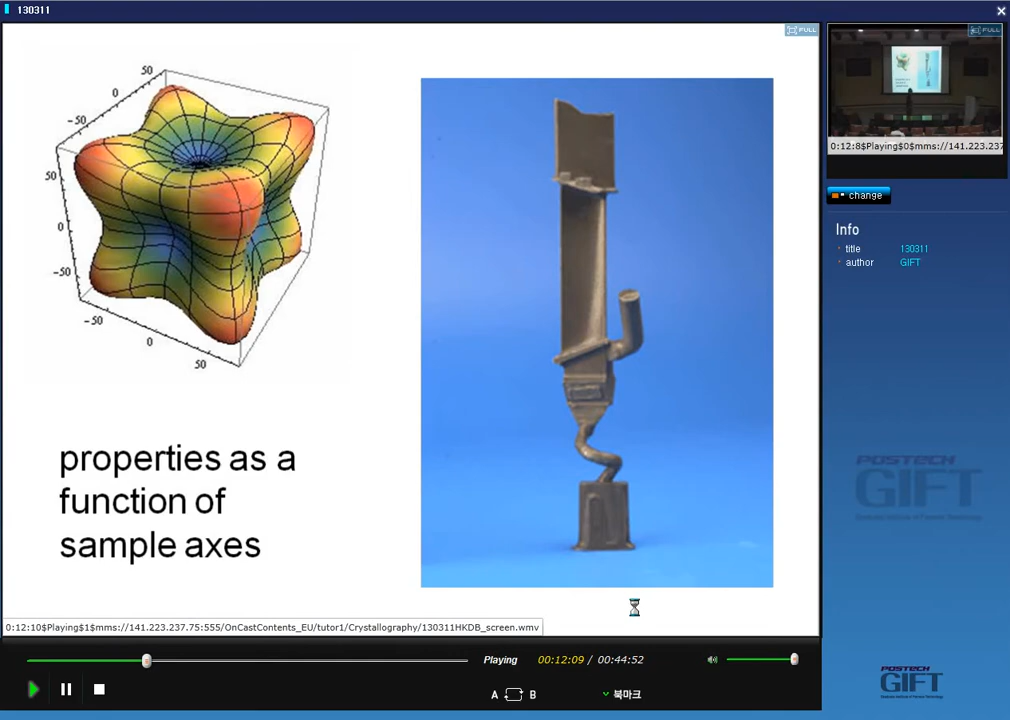 130311
FULL
50
0
-50
50
0
-50
-50
0
50
properties as a
function of
sample axes
0:12:10$Playing$1$mms://141.223.237.75:555/OnCastContents_EU/tutor1/Crystallography/130311HKDB_screen.wmv
Playing
00:12:09 / 00:44:52
A B
북마크
FULL
0:12:8$Playing$0$mms://141.223.237
change
Info
title 130311
author GIFT
POSTECH
GIFT
POSTECH
GIFT